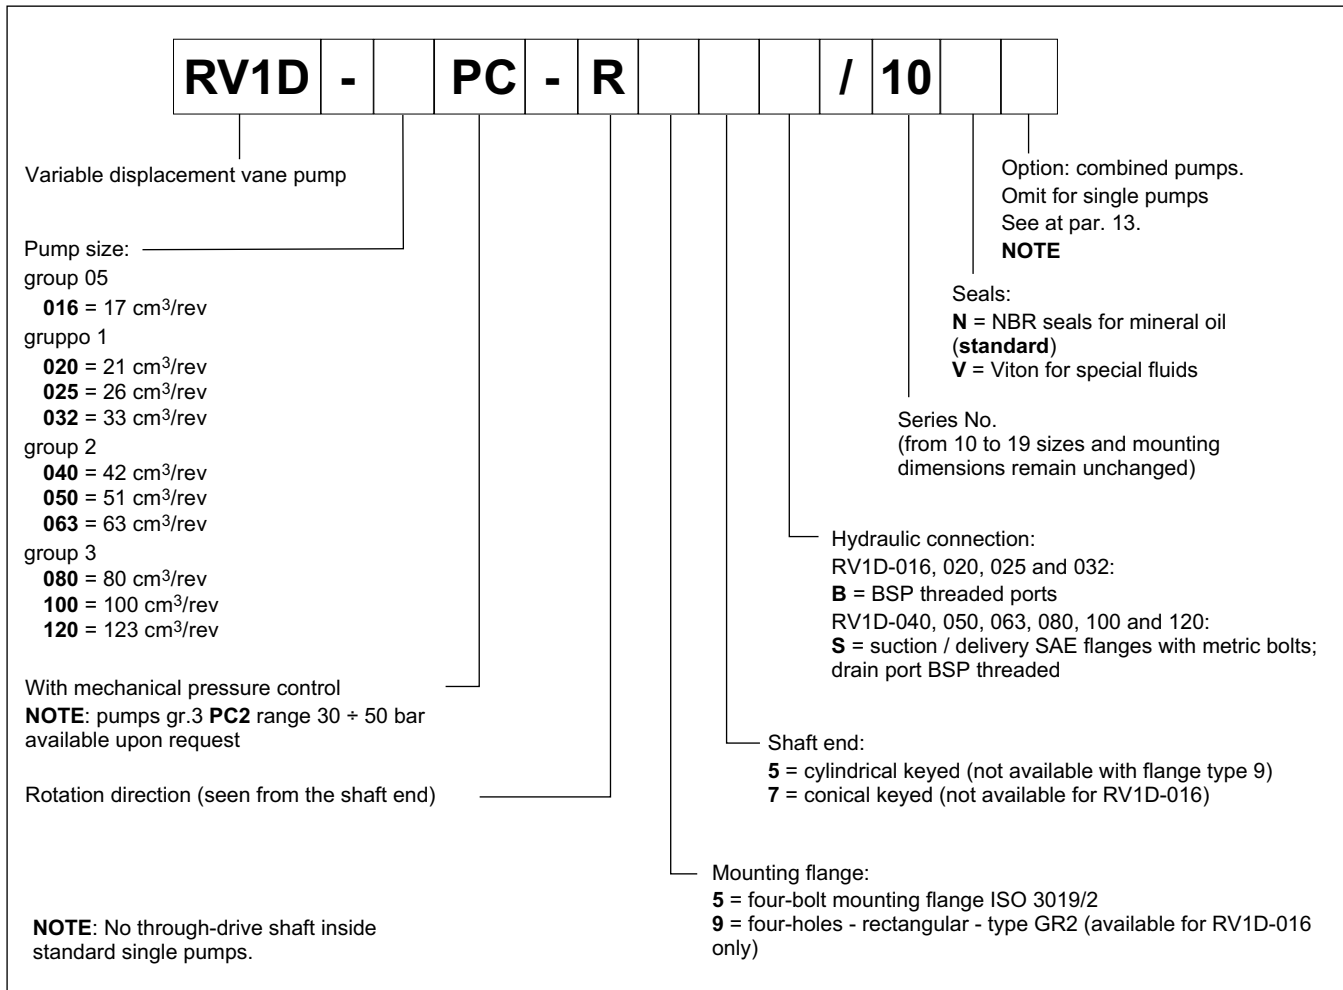 RV1D - PC - R / 10
Variable displacement vane pump
Pump size:
group 05
016 = 17 cm3/rev
gruppo 1
020 = 21 cm3/rev
025 = 26 cm3/rev
032 = 33 cm3/rev
group 2
040 = 42 cm3/rev
050 = 51 cm3/rev
063 = 63 cm3/rev
group 3
080 = 80 cm3/rev
100 = 100 cm3/rev
120 = 123 cm3/rev
With mechanical pressure control
NOTE: pumps gr.3 PC2 range 30 ÷ 50 bar
available upon request
Rotation direction (seen from the shaft end)
NOTE: No through-drive shaft inside
standard single pumps.
Option: combined pumps.
Omit for single pumps
See at par. 13.
NOTE
Seals:
N = NBR seals for mineral oil
(standard)
V = Viton for special fluids
Series No.
(from 10 to 19 sizes and mounting
dimensions remain unchanged)
Hydraulic connection:
RV1D-016, 020, 025 and 032:
B = BSP threaded ports
RV1D-040, 050, 063, 080, 100 and 120:
S = suction / delivery SAE flanges with metric bolts;
drain port BSP threaded
Shaft end:
5 = cylindrical keyed (not available with flange type 9)
7 = conical keyed (not available for RV1D-016)
Mounting flange:
5 = four-bolt mounting flange ISO 3019/2
9 = four-holes - rectangular - type GR2 (available for RV1D-016
only)